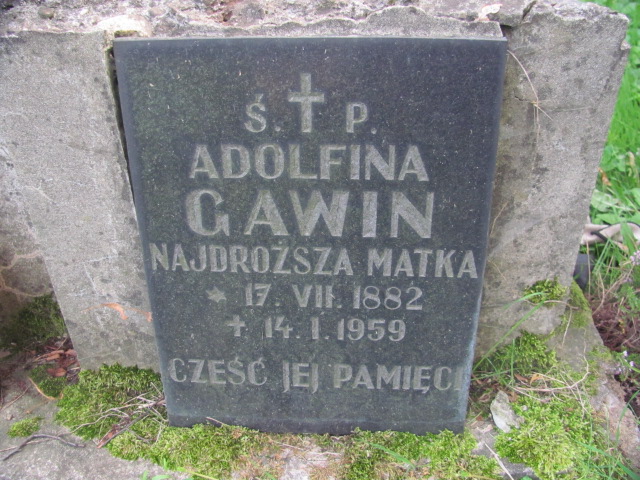 Ś. ✝ P.
ADOLFINA
GAWIN
NAJDROŻSZA MATKA
* 17. VII. 1882
✝ 14. I. 1959
CZEŚĆ JEJ PAMIĘCI